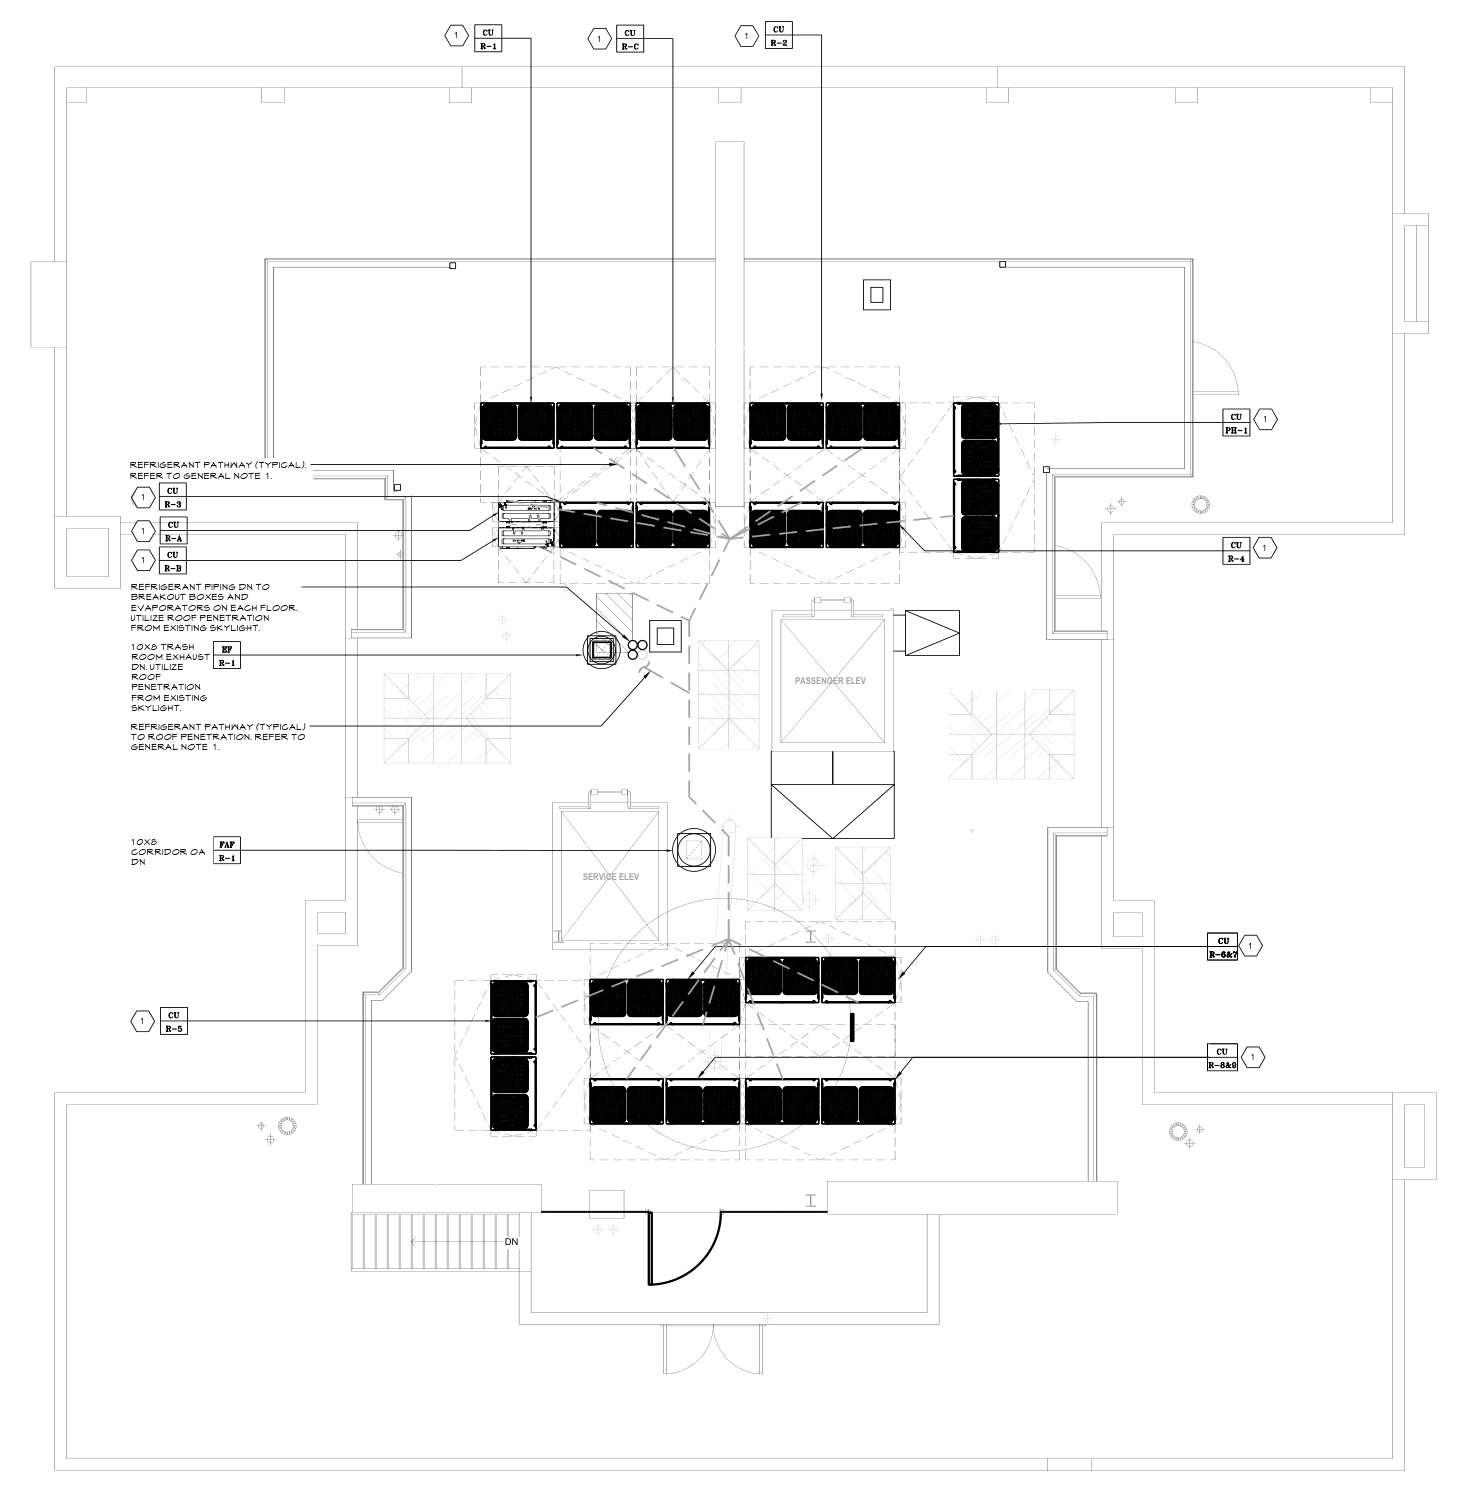 1 CU R-1
1 CU R-C
1 CU R-2
CU PH-1 1
REFRIGERANT PATHWAY (TYPICAL).
REFER TO GENERAL NOTE 1.
1 CU R-3
1 CU R-A
1 CU R-B
CU R-4 1
REFRIGERANT PIPING DN TO
BREAKOUT BOXES AND
EVAPORATORS ON EACH FLOOR.
UTILIZE ROOF PENETRATION
FROM EXISTING SKYLIGHT.
10X8 TRASH
ROOM EXHAUST
DN. UTILIZE
ROOF
PENETRATION
FROM EXISTING
SKYLIGHT.
EF R-1
PASSENGER ELEV
REFRIGERANT PATHWAY (TYPICAL)
TO ROOF PENETRATION. REFER TO
GENERAL NOTE 1.
10X8
CORRIDOR OA
DN
FAF R-1
SERVICE ELEV
CU R-6&7 1
1 CU R-5
CU R-8&9 1
DN